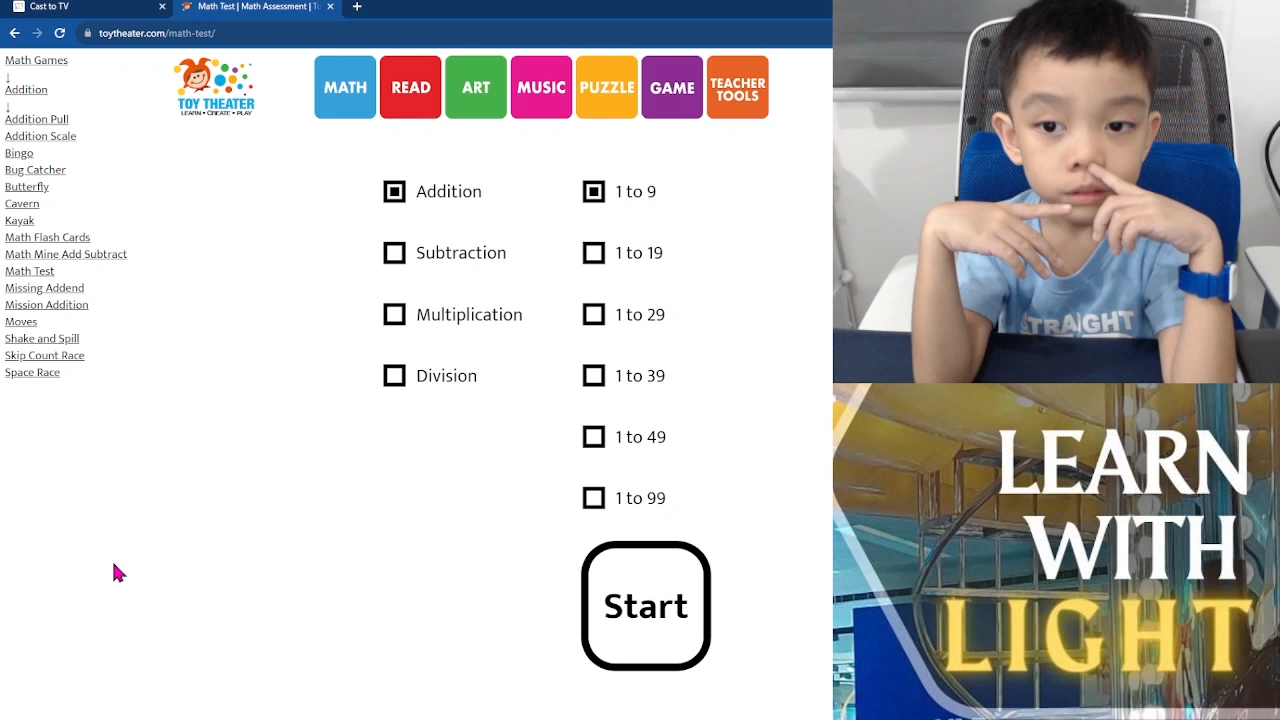 Cast to TV
Math Test | Math Assessment | To
toytheater.com/math-test/
Math Games
↓
Addition
↓
Addition Pull
Addition Scale
Bingo
Bug Catcher
Butterfly
Cavern
Kayak
Math Flash Cards
Math Mine Add Subtract
Math Test
Missing Addend
Mission Addition
Moves
Shake and Spill
Skip Count Race
Space Race
TOY THEATER
LEARN • CREATE • PLAY
MATH
READ
ART
MUSIC
PUZZLE
GAME
TEACHER
TOOLS
Addition
Subtraction
Multiplication
Division
1 to 9
1 to 19
1 to 29
1 to 39
1 to 49
1 to 99
Start
STRAIGHT
LEARN
WITH
LIGHT